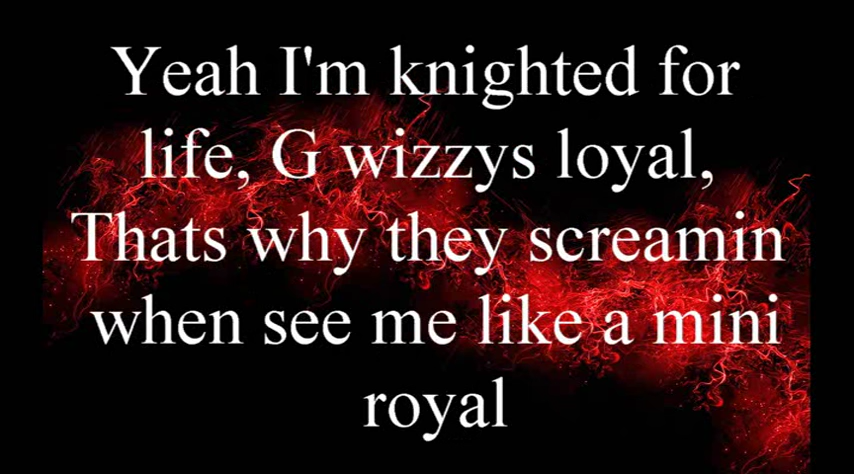 Yeah I'm knighted for
life, G wizzys loyal,
Thats why they screamin
when see me like a mini
royal